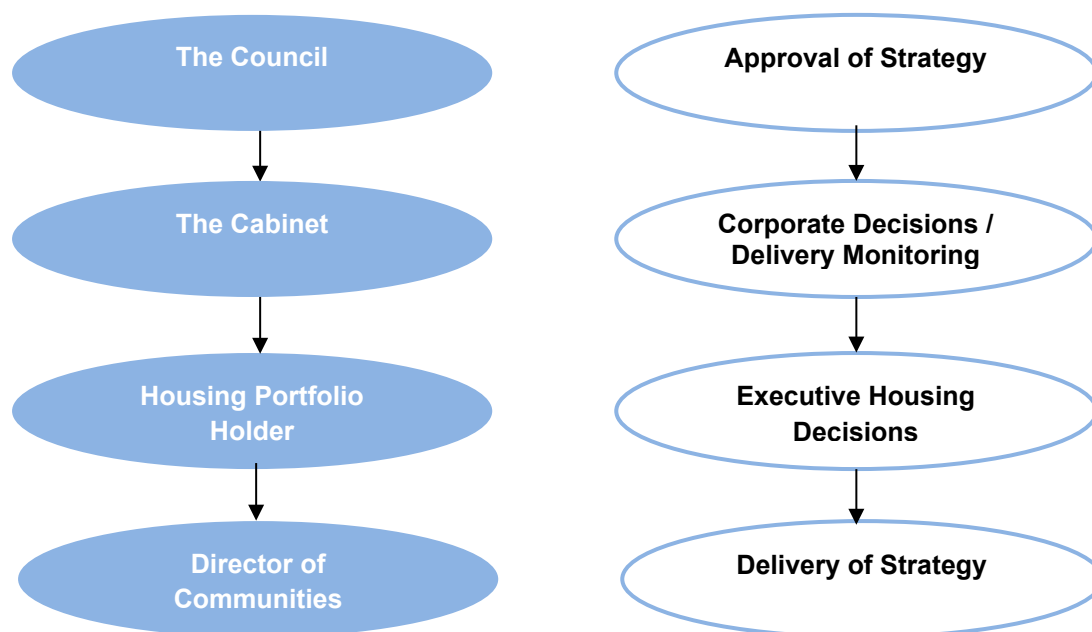 The Council
Approval of Strategy
The Cabinet
Corporate Decisions /
Delivery Monitoring
Housing Portfolio
Holder
Executive Housing
Decisions
Director of
Communities
Delivery of Strategy